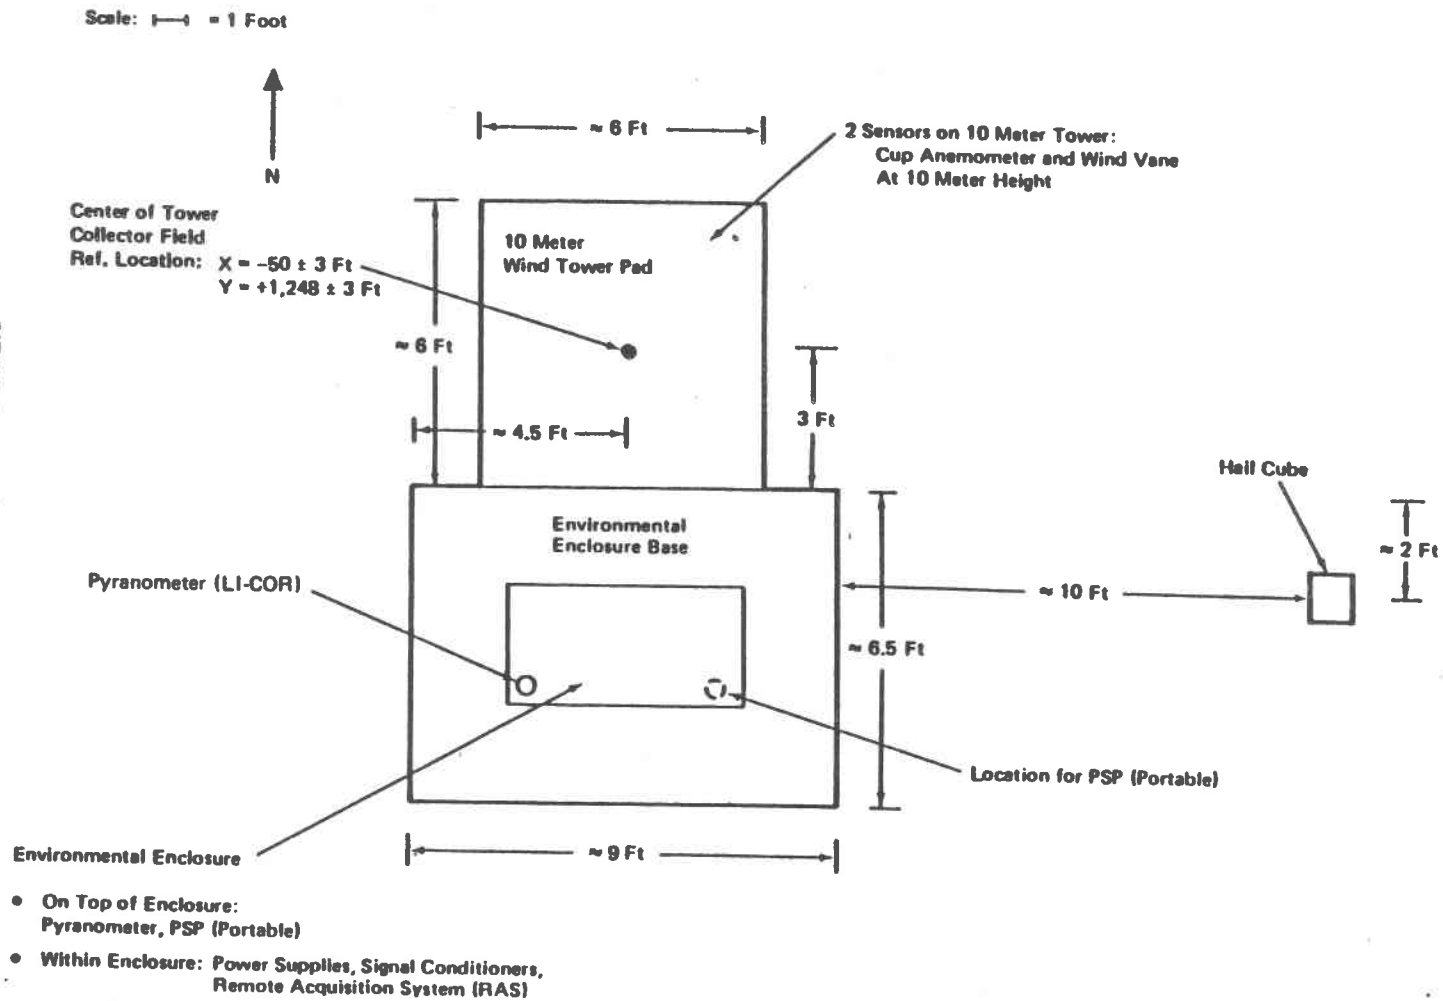 Scale: = 1 Foot
N
≈ 6 Ft
2 Sensors on 10 Meter Tower:
Cup Anemometer and Wind Vane
At 10 Meter Height
Center of Tower
Collector Field
Ref. Location: X = -50 ± 3 Ft
Y = +1,248 ± 3 Ft
10 Meter
Wind Tower Pad
≈ 6 Ft
≈ 4.5 Ft
3 Ft
Hail Cube
≈ 2 Ft
Environmental
Enclosure Base
Pyranometer (LI-COR)
≈ 10 Ft
≈ 6.5 Ft
Location for PSP (Portable)
Environmental Enclosure
≈ 9 Ft
● On Top of Enclosure:
Pyranometer, PSP (Portable)
● Within Enclosure: Power Supplies, Signal Conditioners,
Remote Acquisition System (RAS)